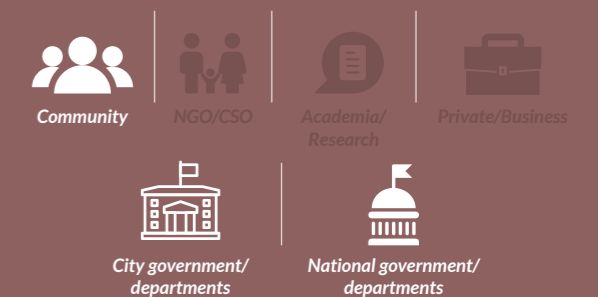 Community
NGO/CSO
Academia/
Research
Private/Business
City government/
departments
National government/
departments